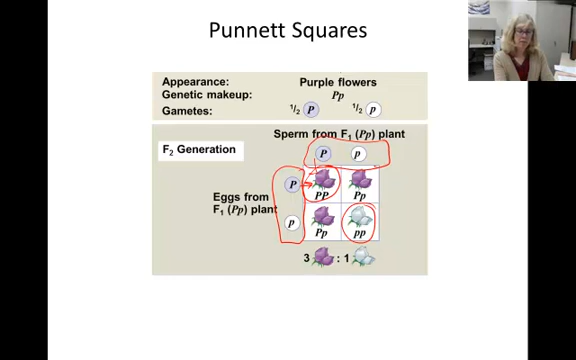 Punnett Squares
Appearance: Purple flowers
Genetic makeup: Pp
Gametes: 1/2 P 1/2 p
Sperm from F1 (Pp) plant
F2 Generation
P p
Eggs from
F1 (Pp) plant
P
PP Pp
p
Pp pp
3 : 1